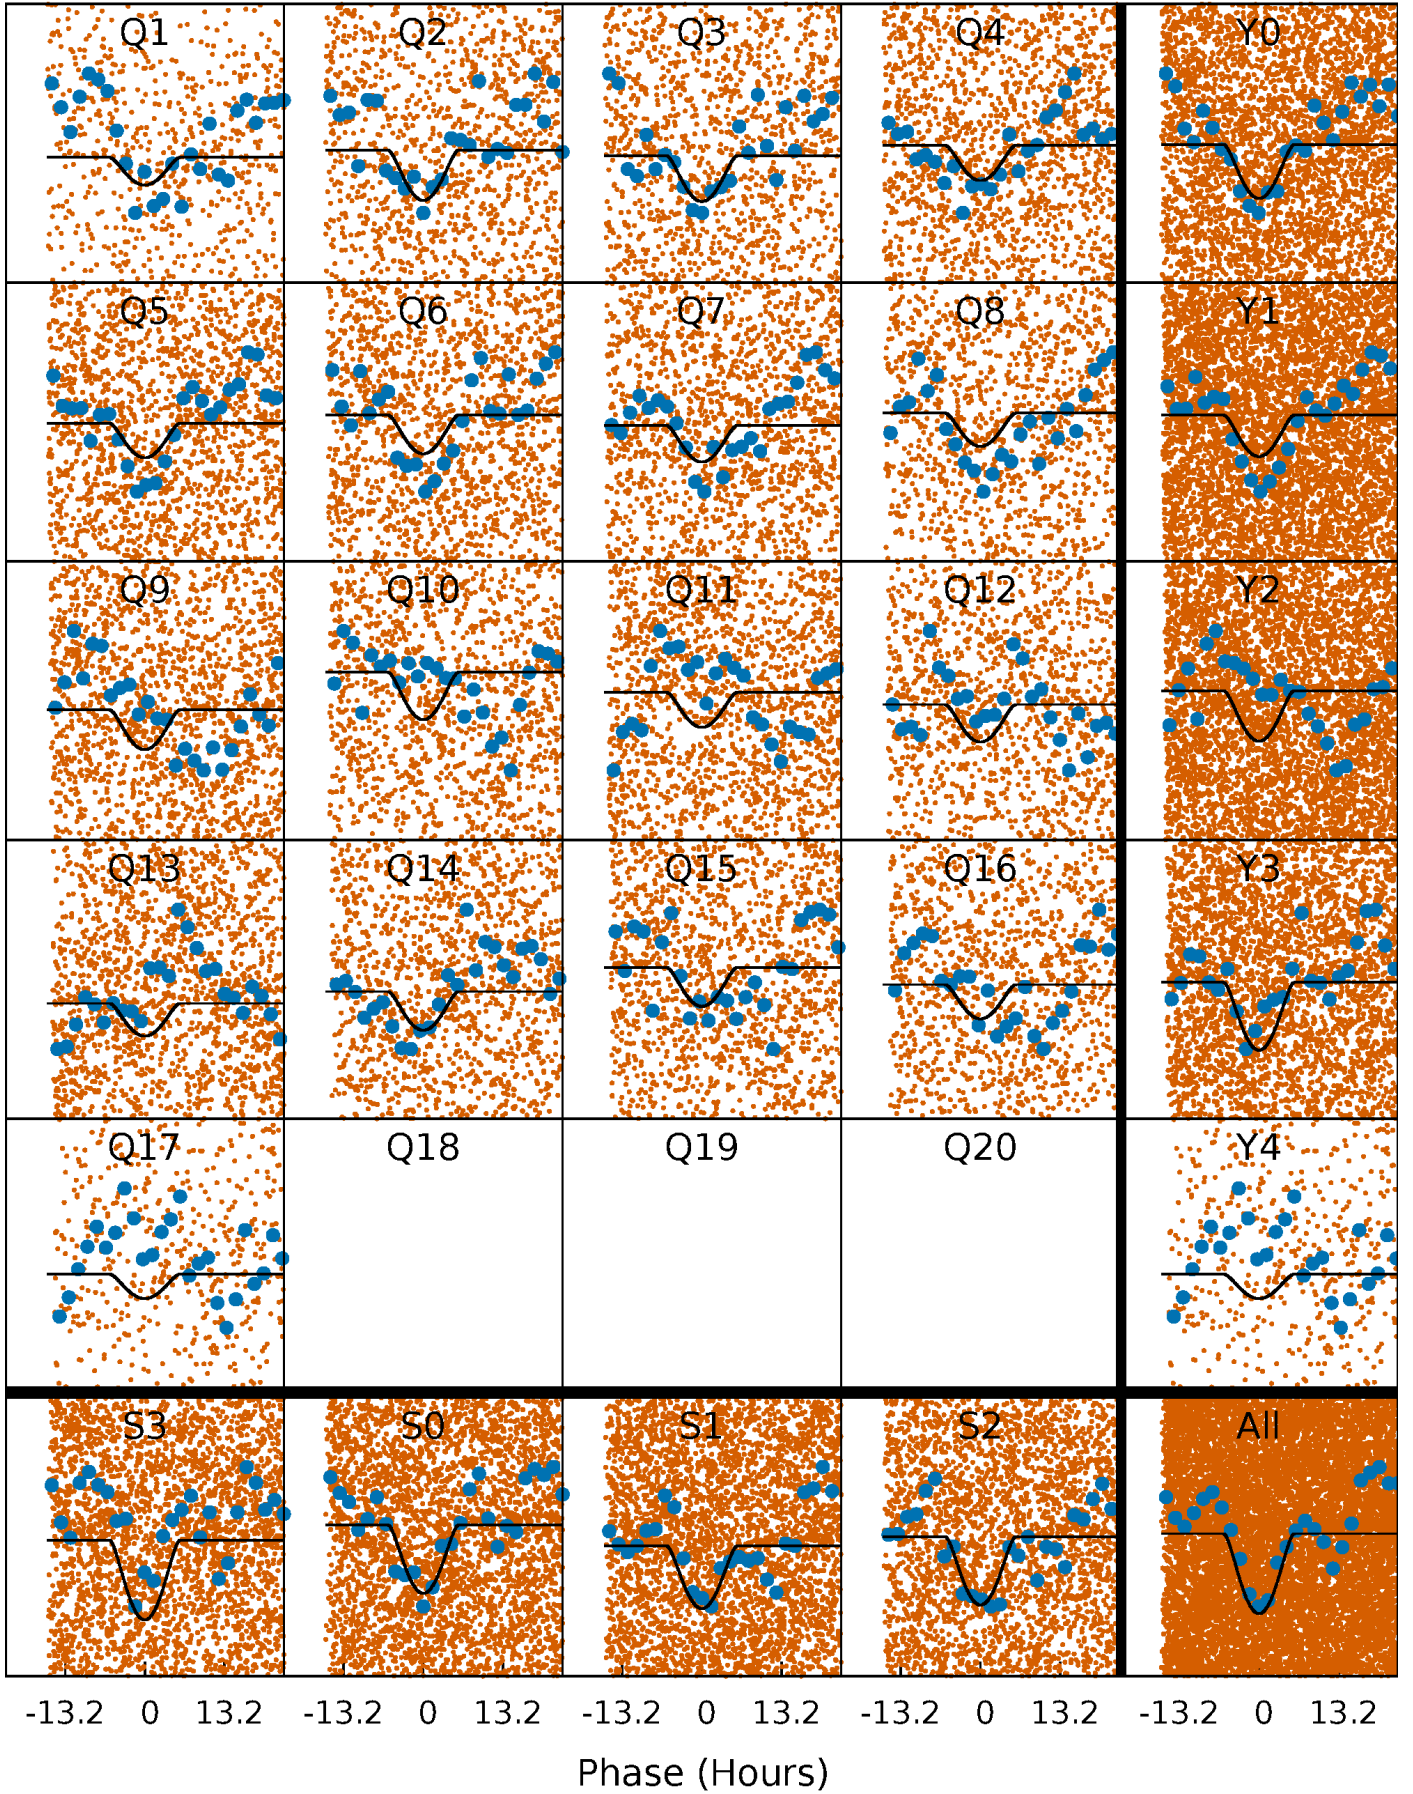 Q1 Q2 Q3 Q4 Y0
Q5 Q6 Q7 Q8 Y1
Q9 Q10 Q11 Q12 Y2
Q13 Q14 Q15 Q16 Y3
Q17 Q18 Q19 Q20 Y4
S3 S0 S1 S2 All
-13.2 0 13.2 -13.2 0 13.2 -13.2 0 13.2 -13.2 0 13.2 -13.2 0 13.2
Phase (Hours)